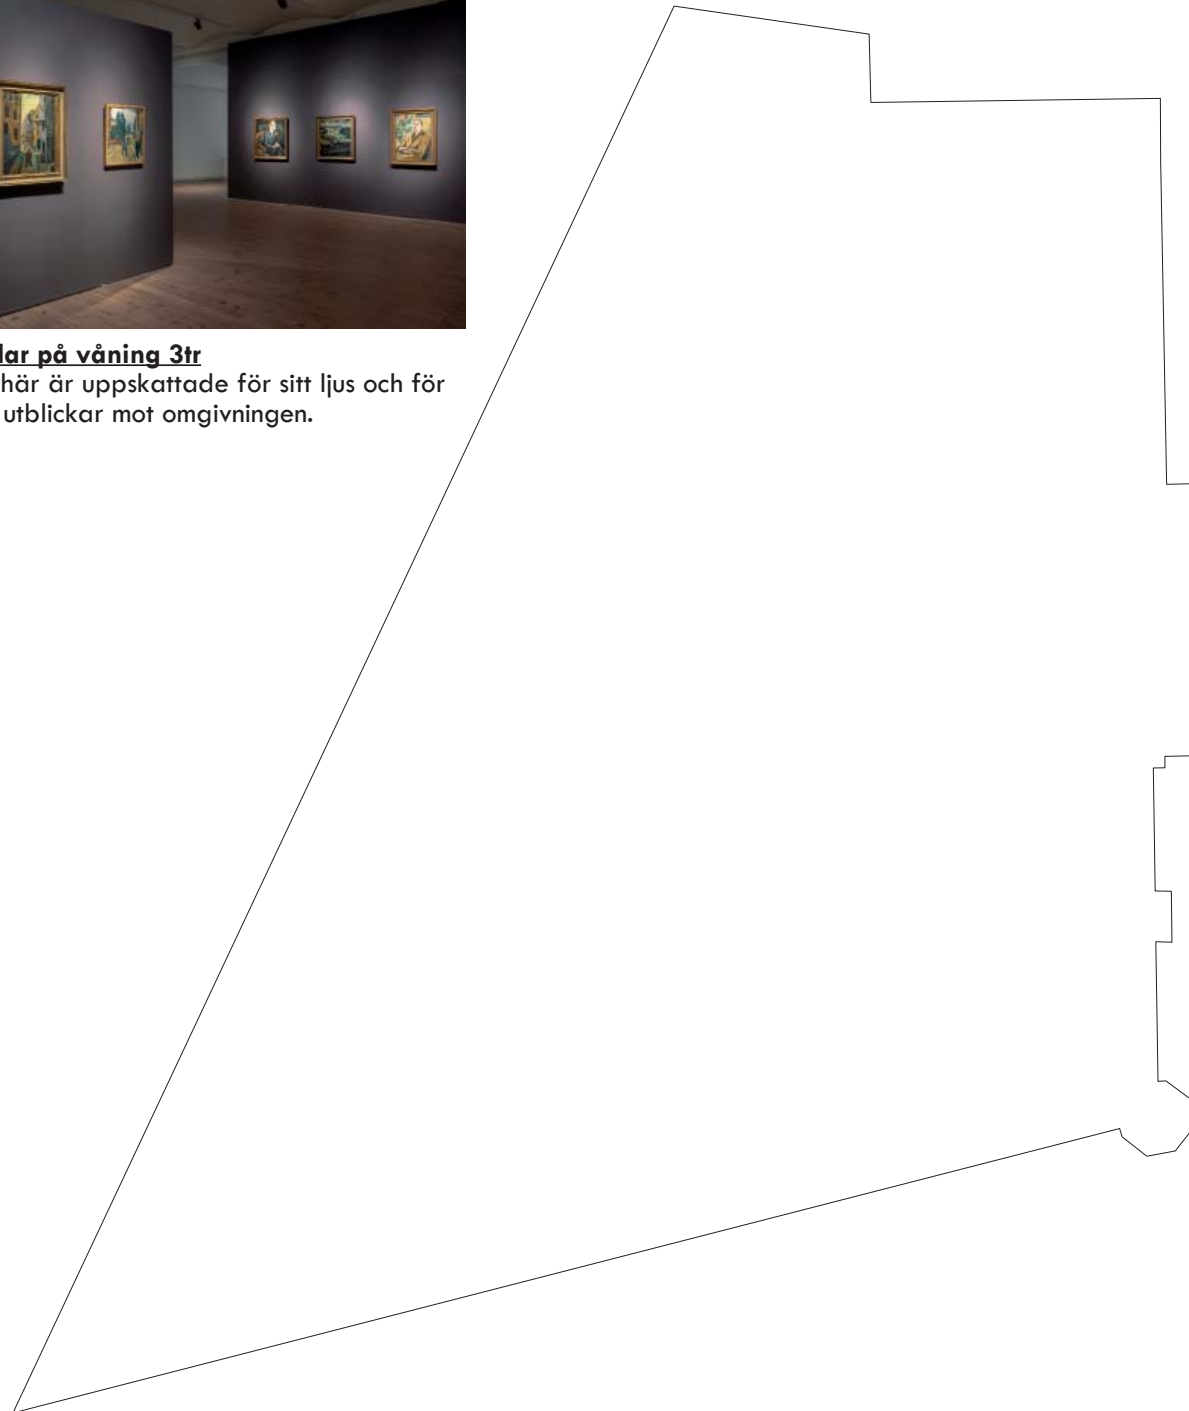 lar på våning 3tr
här är uppskattade för sitt ljus och för
utblickar mot omgivningen.